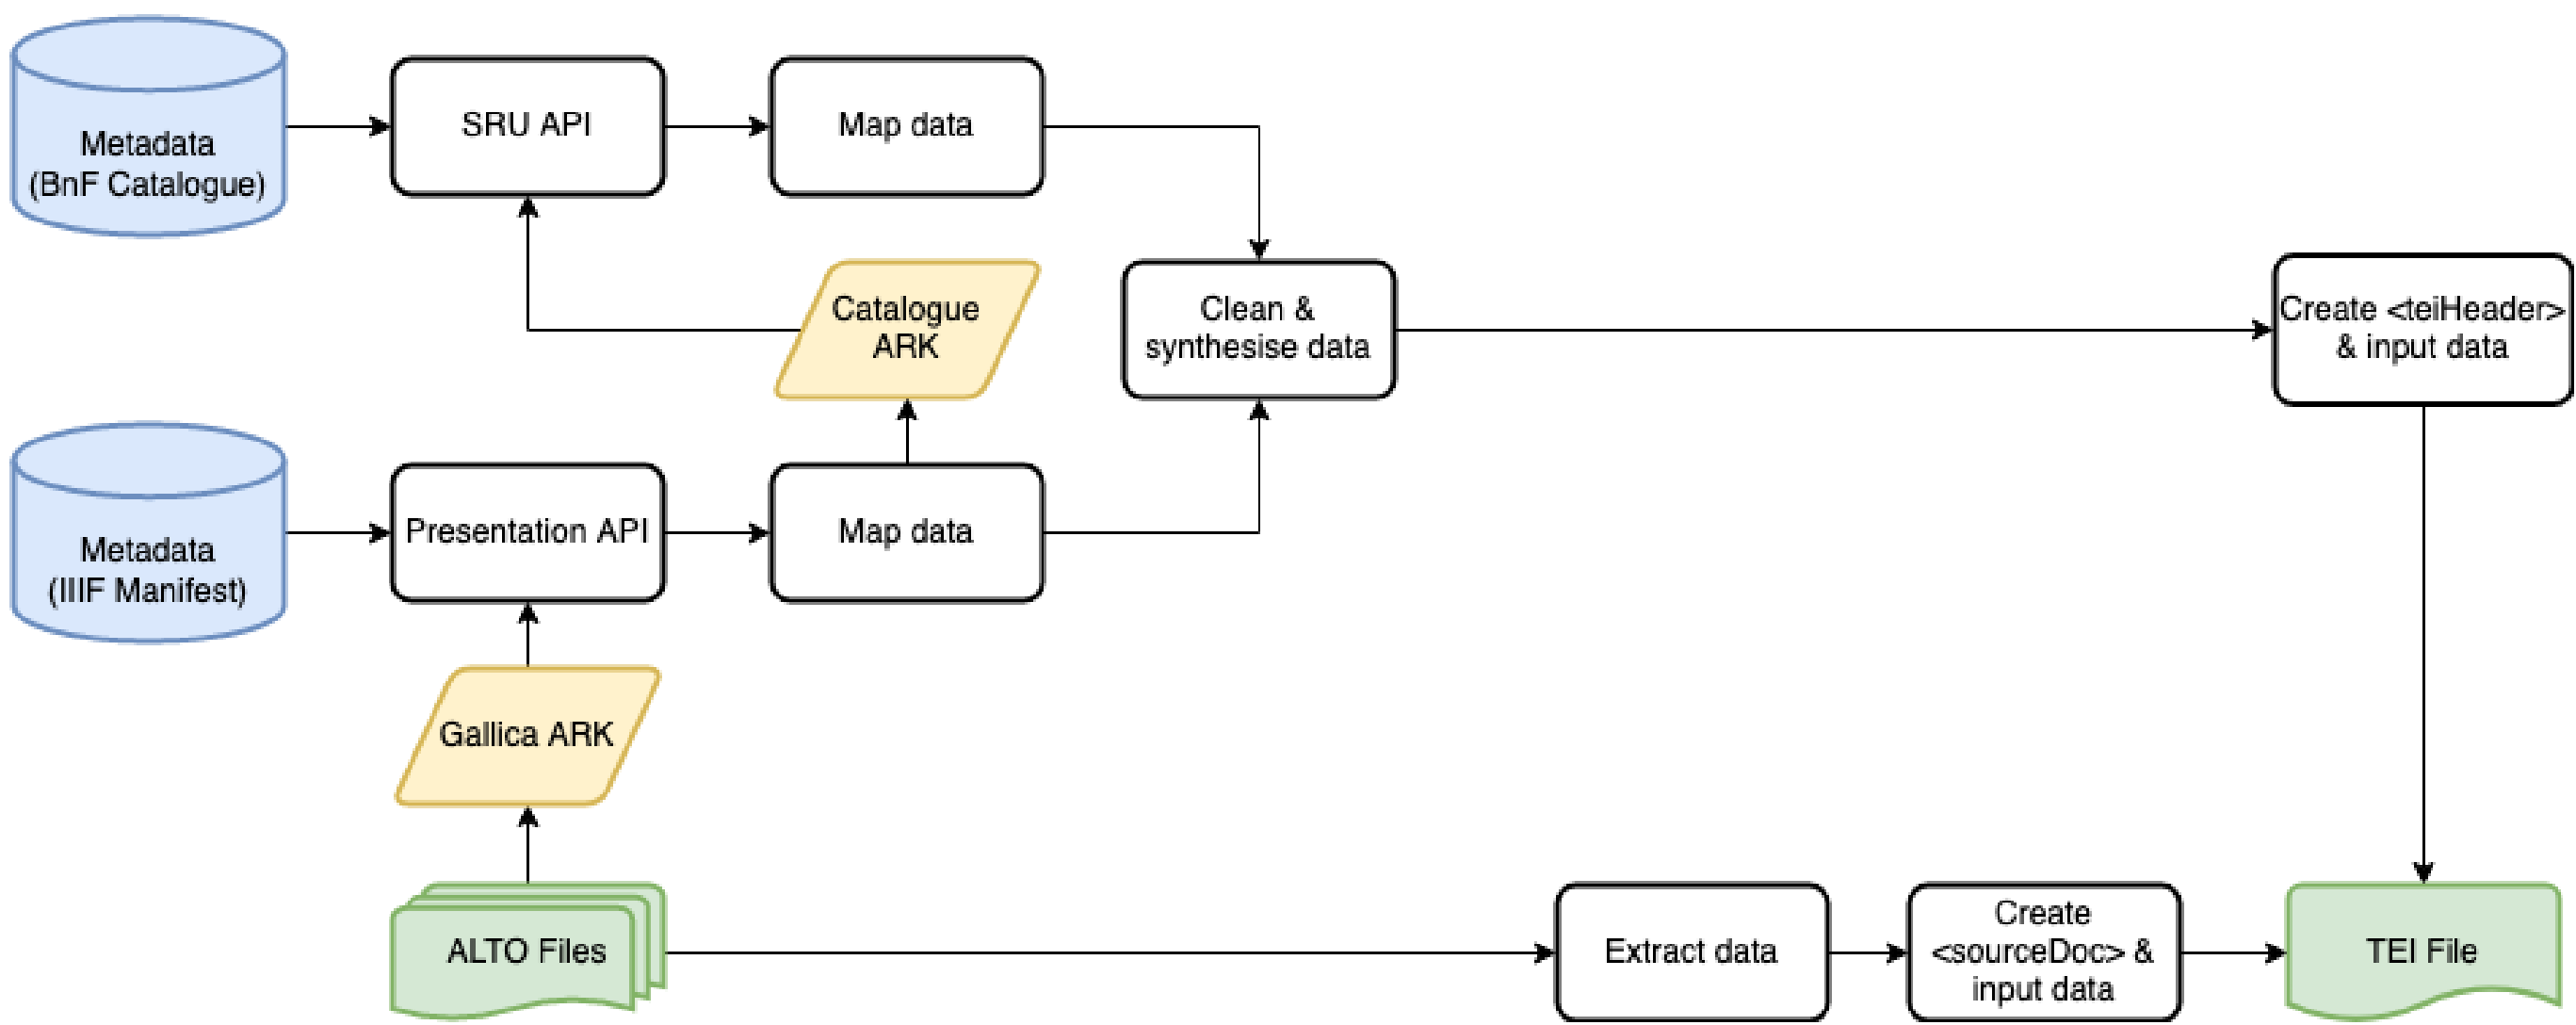 Metadata
(BnF Catalogue)
SRU API
Map data
Catalogue
ARK
Clean &
synthesise data
Create <teiHeader>
& input data
Metadata
(IIIF Manifest)
Presentation API
Map data
Gallica ARK
ALTO Files
Extract data
Create
<sourceDoc> &
input data
TEI File